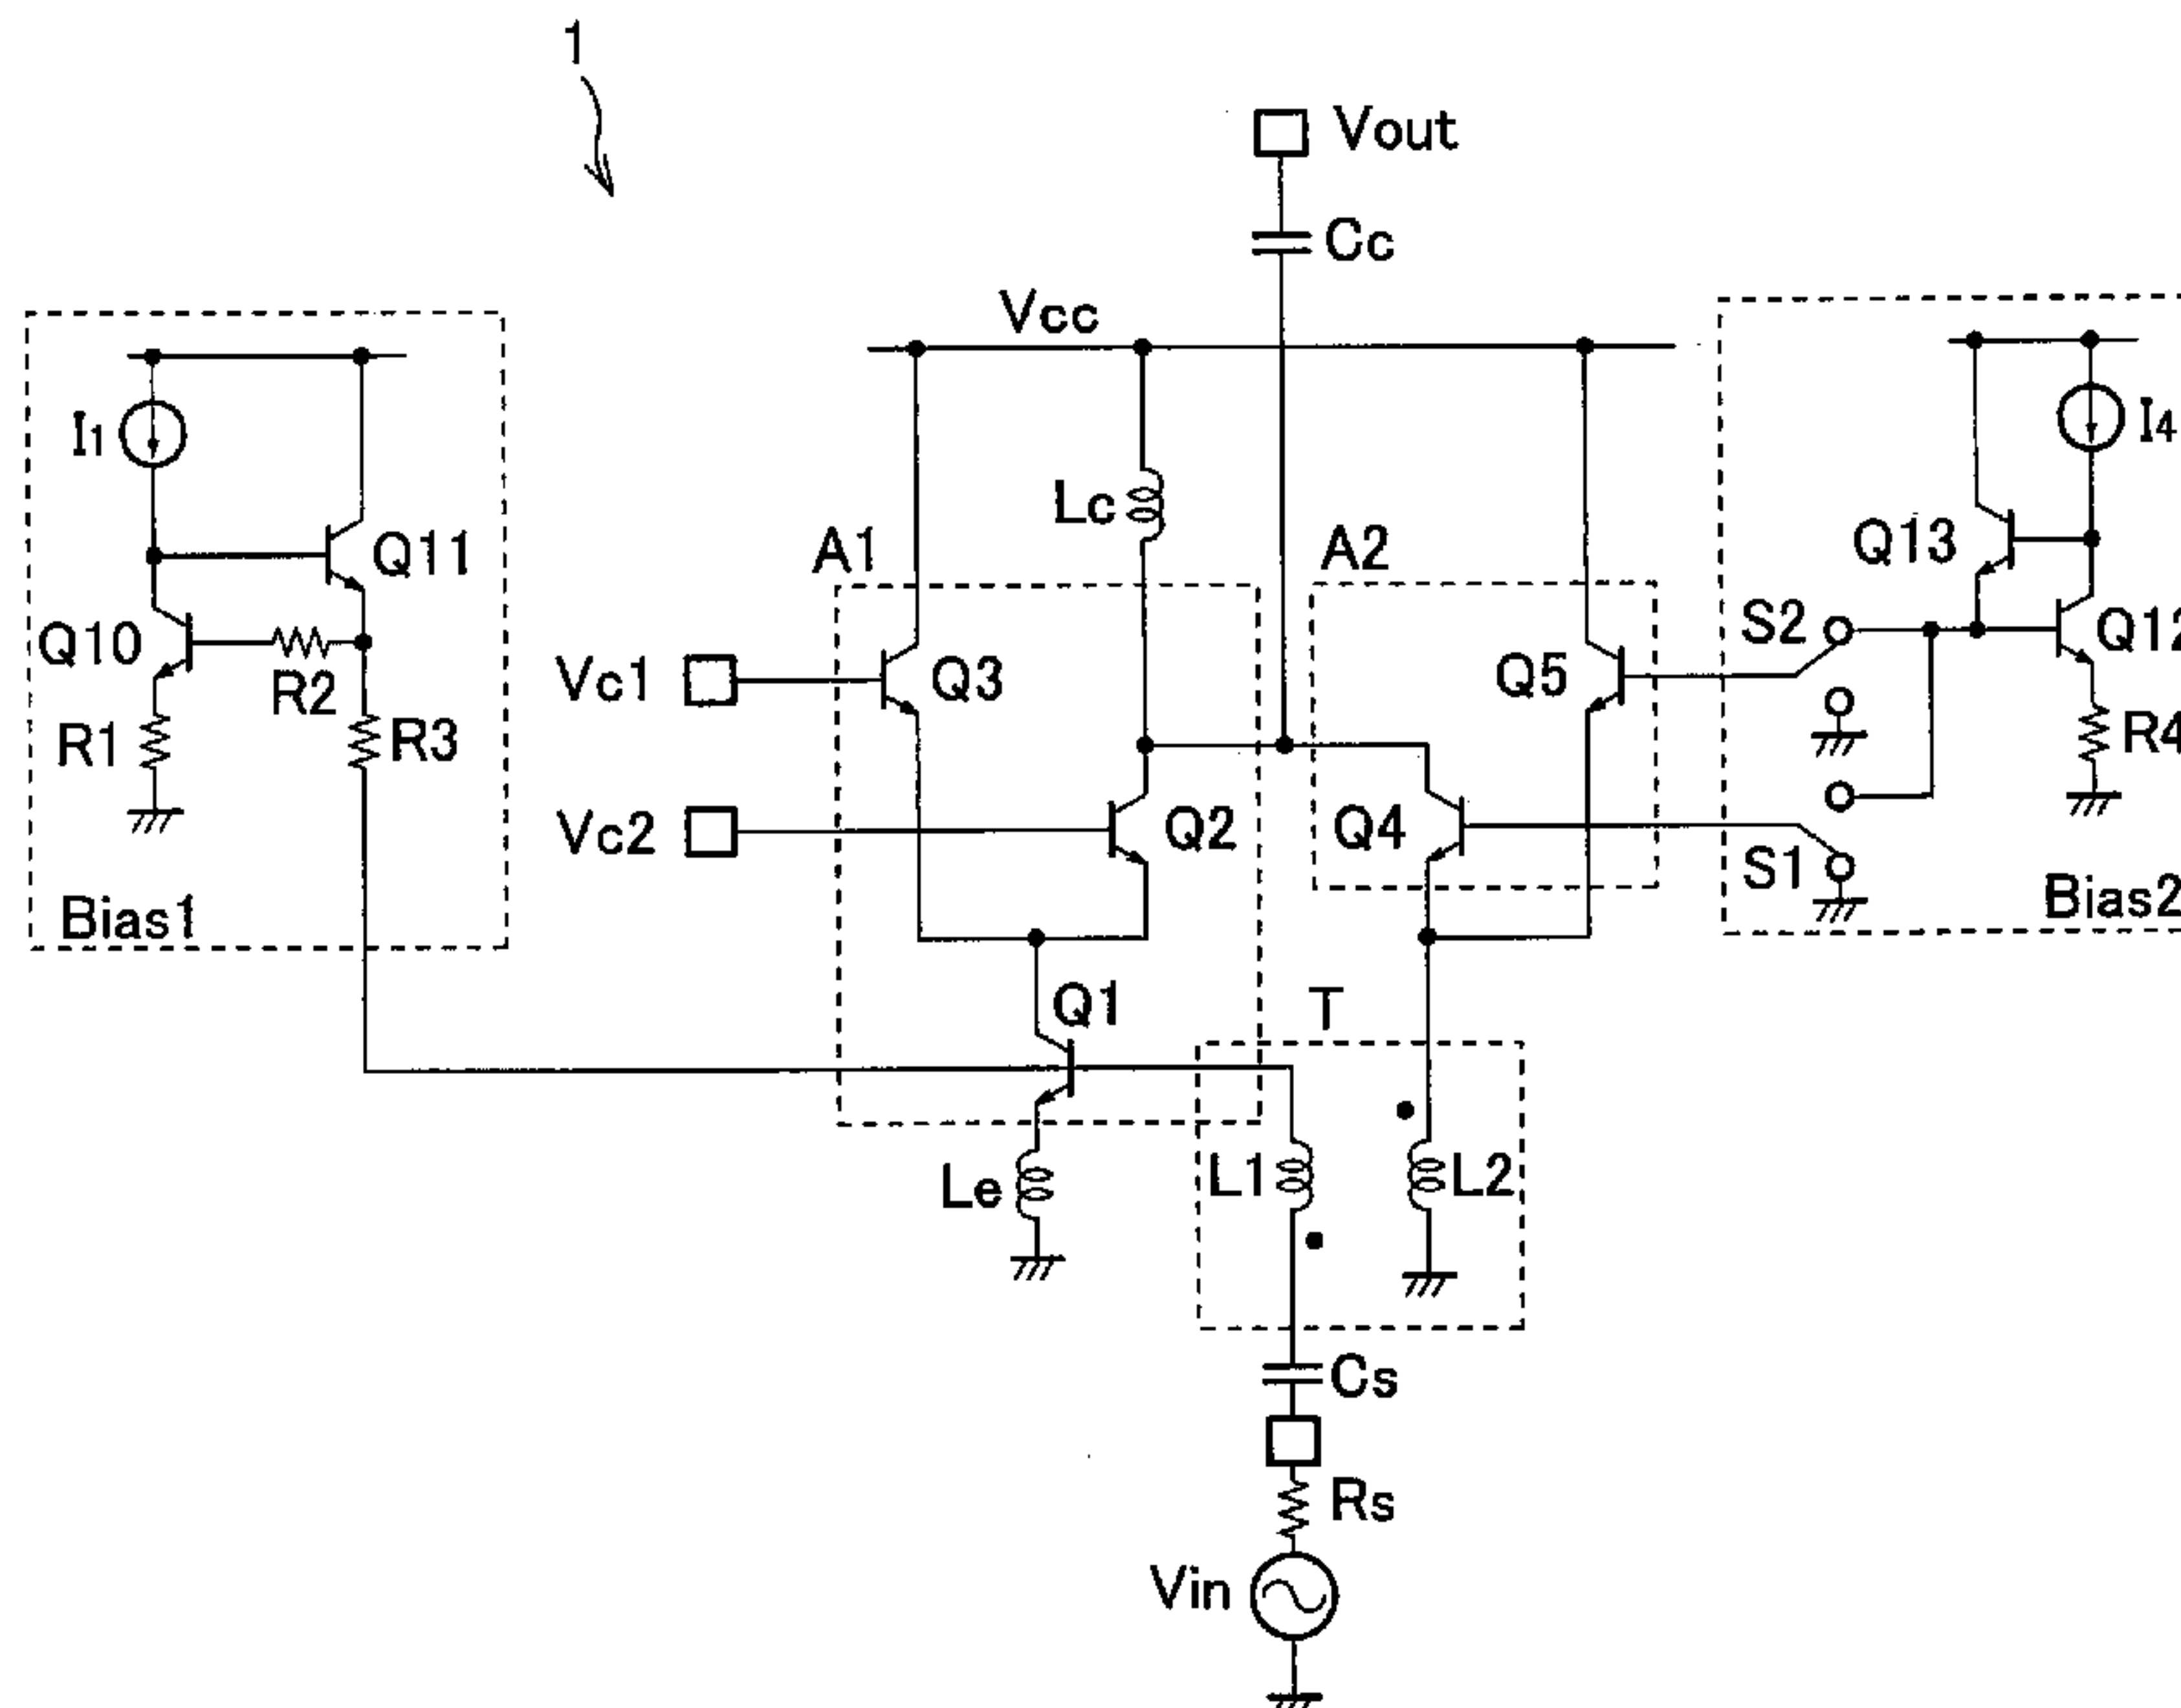 1
Vout
Cc
Vcc
I1
I4
Lc
Q11
A1
A2
Q13
Q10
R2
S2
Q12
Vc1
Q3
Q5
R1
R3
R4
Vc2
Q2
Q4
S1
Bias1
Bias2
Q1
T
Le
L1
L2
Cs
Rs
Vin